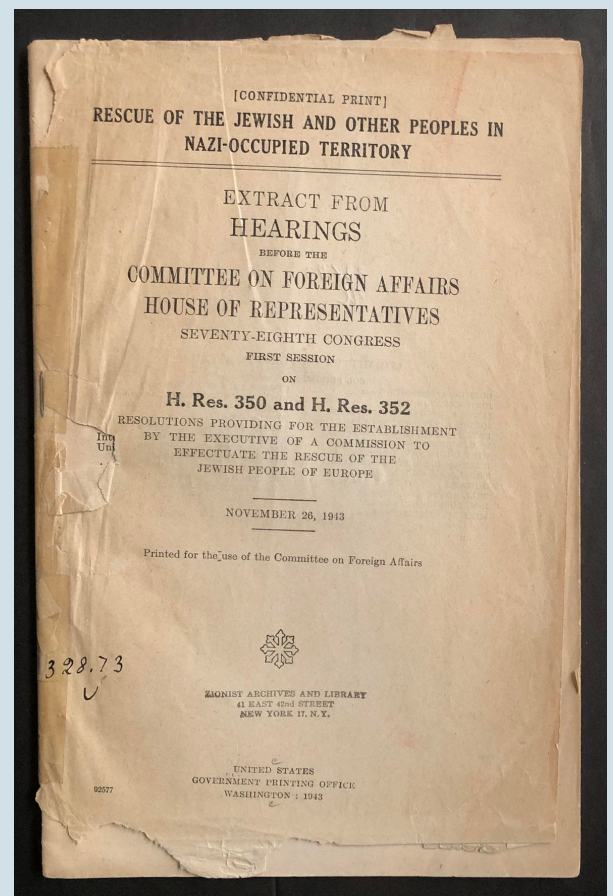 [CONFIDENTIAL PRINT]
RESCUE OF THE JEWISH AND OTHER PEOPLES IN
NAZI-OCCUPIED TERRITORY
EXTRACT FROM
HEARINGS
BEFORE THE
COMMITTEE ON FOREIGN AFFAIRS
HOUSE OF REPRESENTATIVES
SEVENTY-EIGHTH CONGRESS
FIRST SESSION
ON
H. Res. 350 and H. Res. 352
RESOLUTIONS PROVIDING FOR THE ESTABLISHMENT
BY THE EXECUTIVE OF A COMMISSION TO
EFFECTUATE THE RESCUE OF THE
JEWISH PEOPLE OF EUROPE
NOVEMBER 26, 1943
Printed for the use of the Committee on Foreign Affairs
328.73
U
ZIONIST ARCHIVES AND LIBRARY
41 EAST 42nd STREET
NEW YORK 17, N.Y.
UNITED STATES
GOVERNMENT PRINTING OFFICE
WASHINGTON : 1943
92577